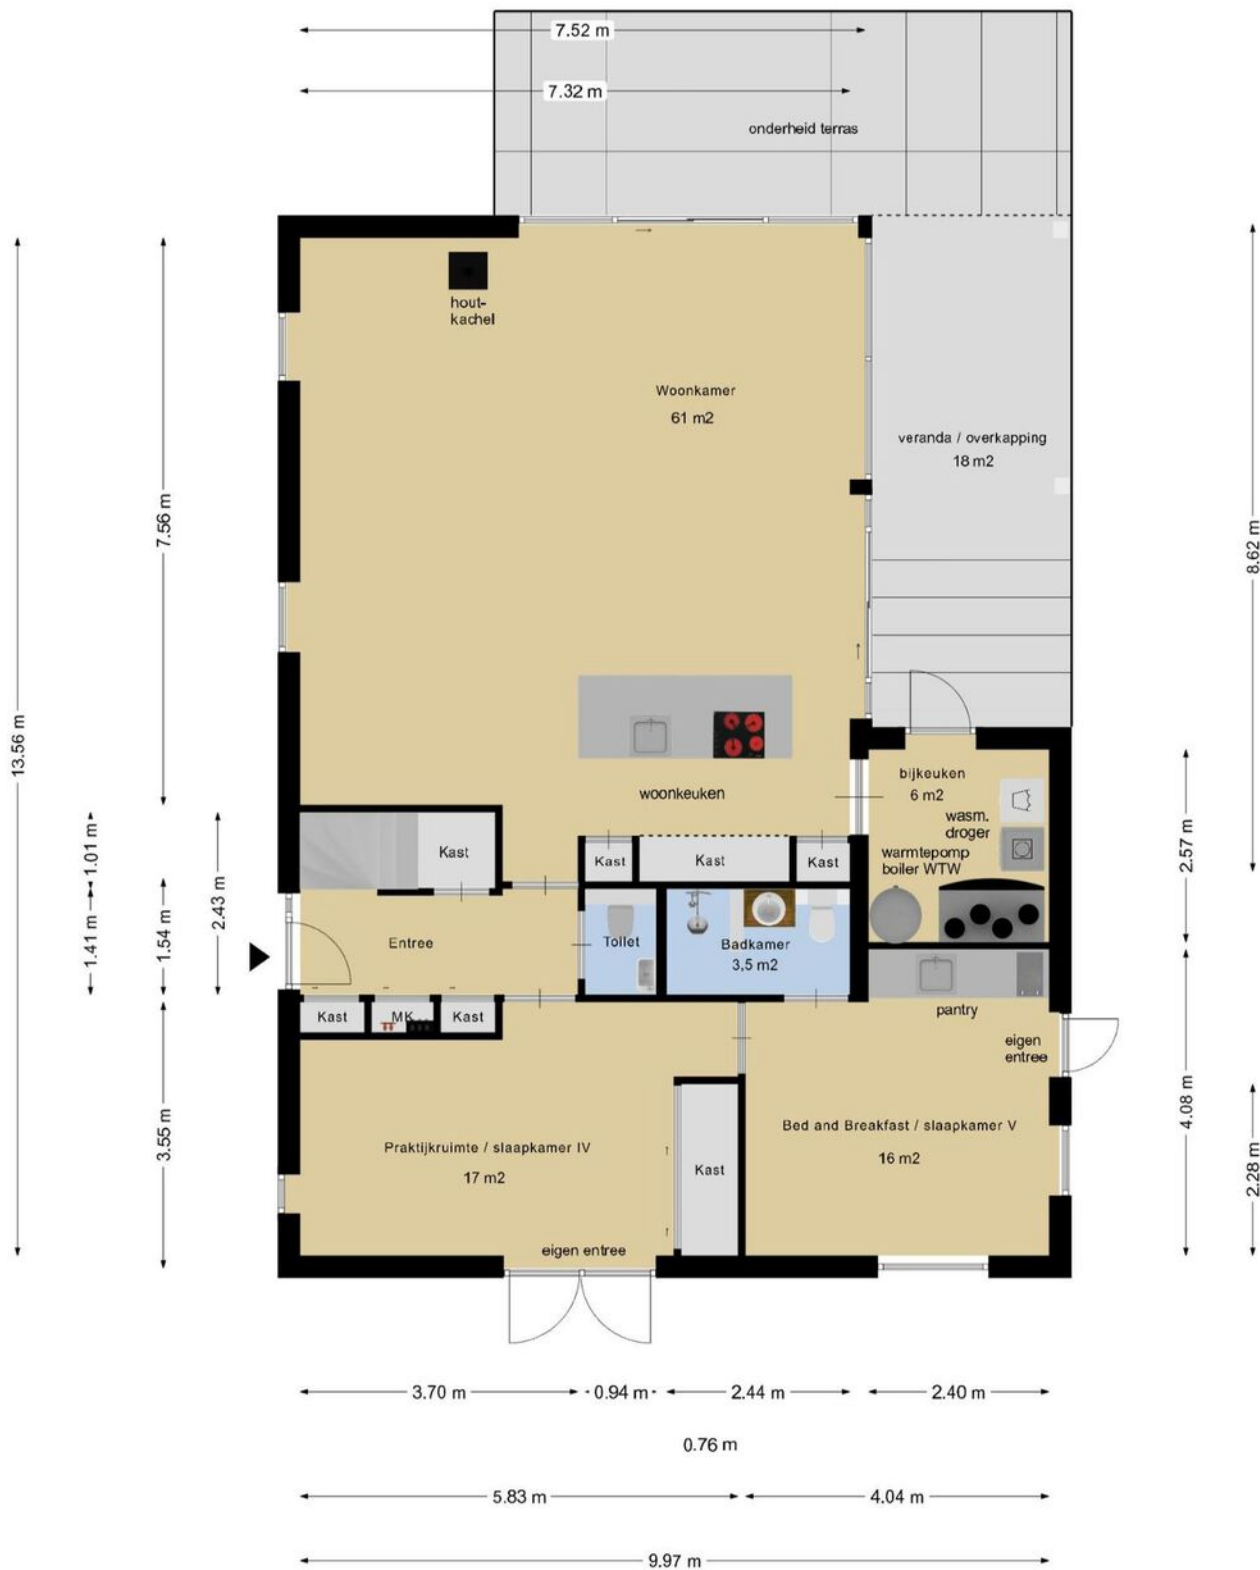 7.52 m
7.32 m
onderheid terras
hout-
kachel
Woonkamer
61 m2
veranda / overkapping
18 m2
7.56 m
8.62 m
13.56 m
woonkeuken
bijkeuken
6 m2
wasm.
droger
warmtepomp
boiler WTW
Kast
Kast
Kast
Kast
1.01 m
1.41 m
1.54 m
2.43 m
2.57 m
Entree
Toilet
Badkamer
3,5 m2
Kast
MK
Kast
pantry
eigen
entree
3.55 m
4.08 m
2.28 m
Praktijkruimte / slaapkamer IV
17 m2
Kast
Bed and Breakfast / slaapkamer V
16 m2
eigen entree
3.70 m
0.94 m
2.44 m
2.40 m
0.76 m
5.83 m
4.04 m
9.97 m